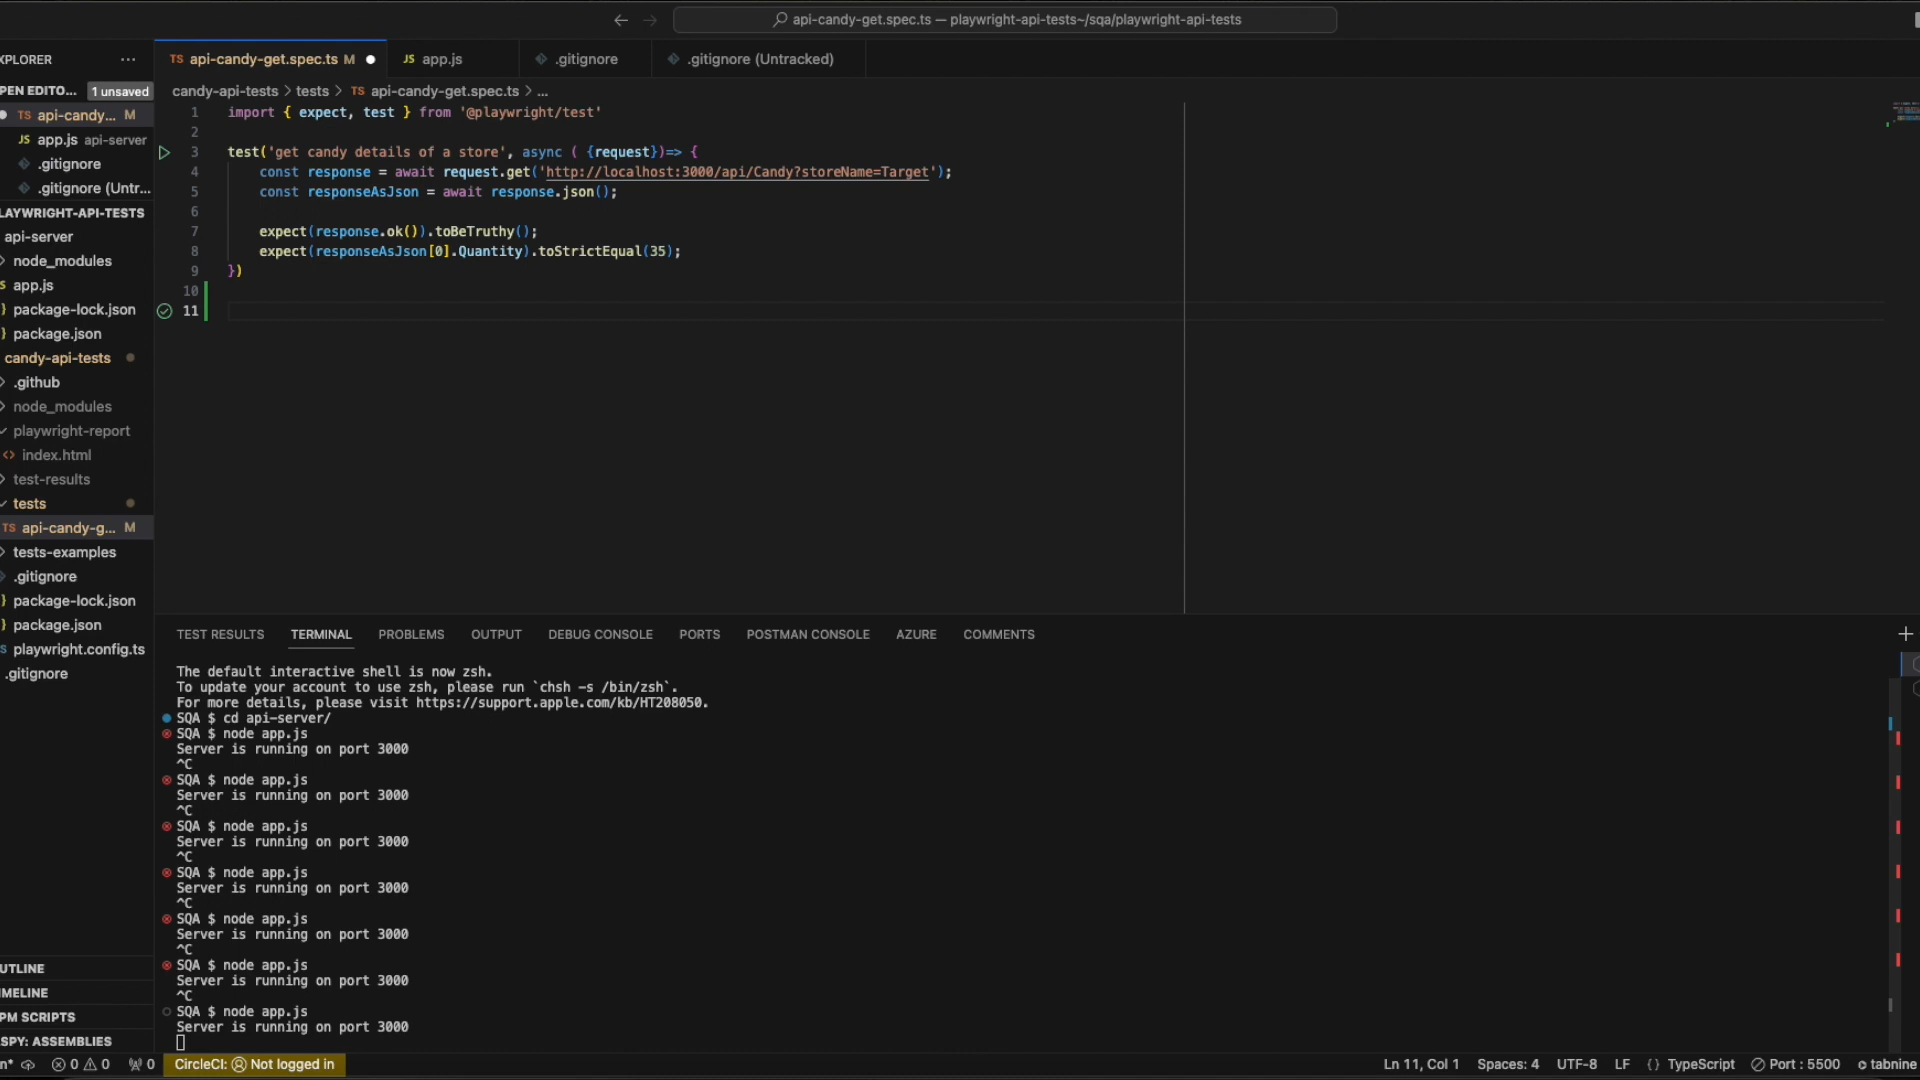 api-candy-get.spec.ts — playwright-api-tests~/sqa/playwright-api-tests
XPLORER ···
TS api-candy-get.spec.ts M
JS app.js
.gitignore
.gitignore (Untracked)
PEN EDITO... 1 unsaved
TS api-candy... M
JS app.js api-server
.gitignore
.gitignore (Untr...
LAYWRIGHT-API-TESTS
api-server
node_modules
app.js
package-lock.json
package.json
candy-api-tests
.github
node_modules
playwright-report
<> index.html
test-results
tests
TS api-candy-g... M
tests-examples
.gitignore
package-lock.json
package.json
playwright.config.ts
.gitignore
UTLINE
IMELINE
PM SCRIPTS
SPY: ASSEMBLIES
candy-api-tests > tests > TS api-candy-get.spec.ts > ...
1 import { expect, test } from '@playwright/test'
2
3 test('get candy details of a store', async ( {request})=> {
4 const response = await request.get('http://localhost:3000/api/Candy?storeName=Target');
5 const responseAsJson = await response.json();
6
7 expect(response.ok()).toBeTruthy();
8 expect(responseAsJson[0].Quantity).toStrictEqual(35);
9 })
10
11
TEST RESULTS TERMINAL PROBLEMS OUTPUT DEBUG CONSOLE PORTS POSTMAN CONSOLE AZURE COMMENTS
The default interactive shell is now zsh.
To update your account to use zsh, please run `chsh -s /bin/zsh`.
For more details, please visit https://support.apple.com/kb/HT208050.
SQA $ cd api-server/
SQA $ node app.js
Server is running on port 3000
^C
SQA $ node app.js
Server is running on port 3000
^C
SQA $ node app.js
Server is running on port 3000
^C
SQA $ node app.js
Server is running on port 3000
^C
SQA $ node app.js
Server is running on port 3000
^C
SQA $ node app.js
Server is running on port 3000
^C
SQA $ node app.js
Server is running on port 3000
n* 0 0 0 CircleCI: Not logged in Ln 11, Col 1 Spaces: 4 UTF-8 LF {} TypeScript Port : 5500 tabnine